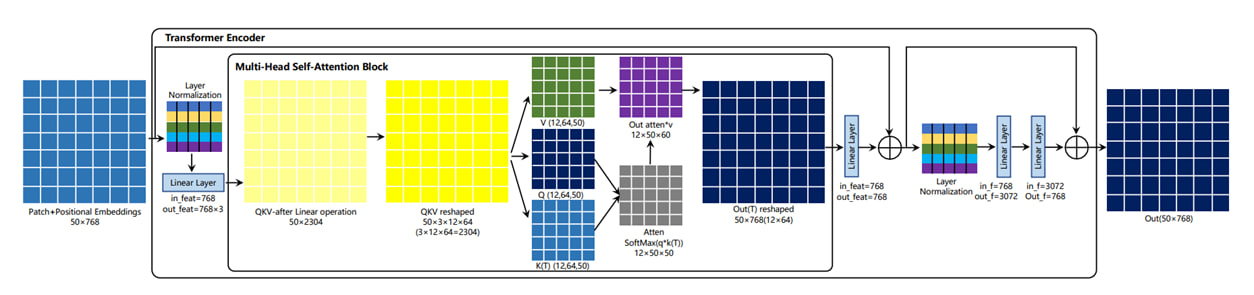 Transformer Encoder
Multi-Head Self-Attention Block
Patch+Positional Embeddings
50×768
Layer
Normalization
Linear Layer
in_feat=768
out_feat=768×3
QKV-after Linear operation
50×2304
QKV reshaped
50×3×12×64
(3×12×64=2304)
V (12,64,50)
Q (12,64,50)
K(T) (12,64,50)
Out atten*v
12×50×60
Atten
SoftMax(q*k(T))
12×50×50
Out(T) reshaped
50×768(12×64)
Linear Layer
in_feat=768
out_feat=768
Layer
Normalization
Linear Layer
in_f=768
out_f=3072
Linear Layer
in_f=3072
Out_f=768
Out(50×768)